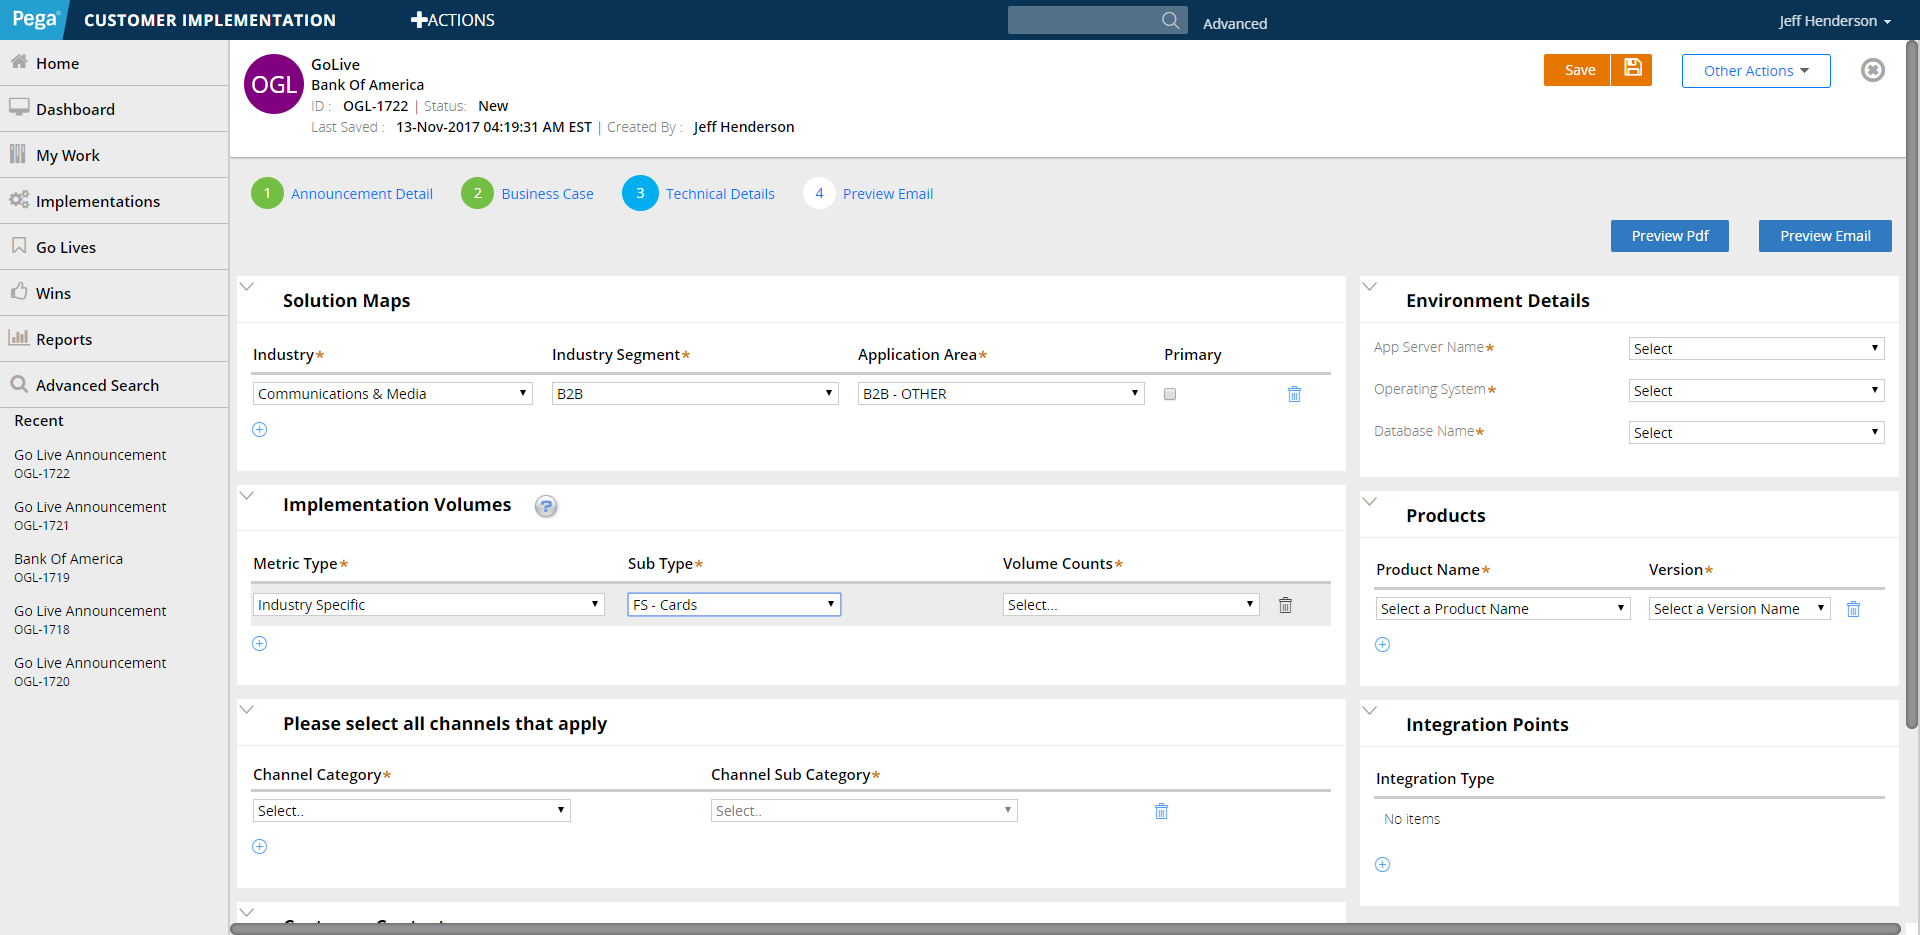 Pega CUSTOMER IMPLEMENTATION ACTIONS Advanced Jeff Henderson
Home
Dashboard
My Work
Implementations
Go Lives
Wins
Reports
Advanced Search
Recent
Go Live Announcement
OGL-1722
Go Live Announcement
OGL-1721
Bank Of America
OGL-1719
Go Live Announcement
OGL-1718
Go Live Announcement
OGL-1720
OGL
GoLive
Bank Of America
ID : OGL-1722 | Status: New
Last Saved : 13-Nov-2017 04:19:31 AM EST | Created By : Jeff Henderson
Save Other Actions
1 Announcement Detail 2 Business Case 3 Technical Details 4 Preview Email
Preview Pdf Preview Email
Solution Maps
Industry* Industry Segment* Application Area* Primary
Communications & Media B2B B2B - OTHER
Implementation Volumes ?
Metric Type* Sub Type* Volume Counts*
Industry Specific FS - Cards Select...
Please select all channels that apply
Channel Category* Channel Sub Category*
Select.. Select..
Environment Details
App Server Name* Select
Operating System* Select
Database Name* Select
Products
Product Name* Version*
Select a Product Name Select a Version Name
Integration Points
Integration Type
No items